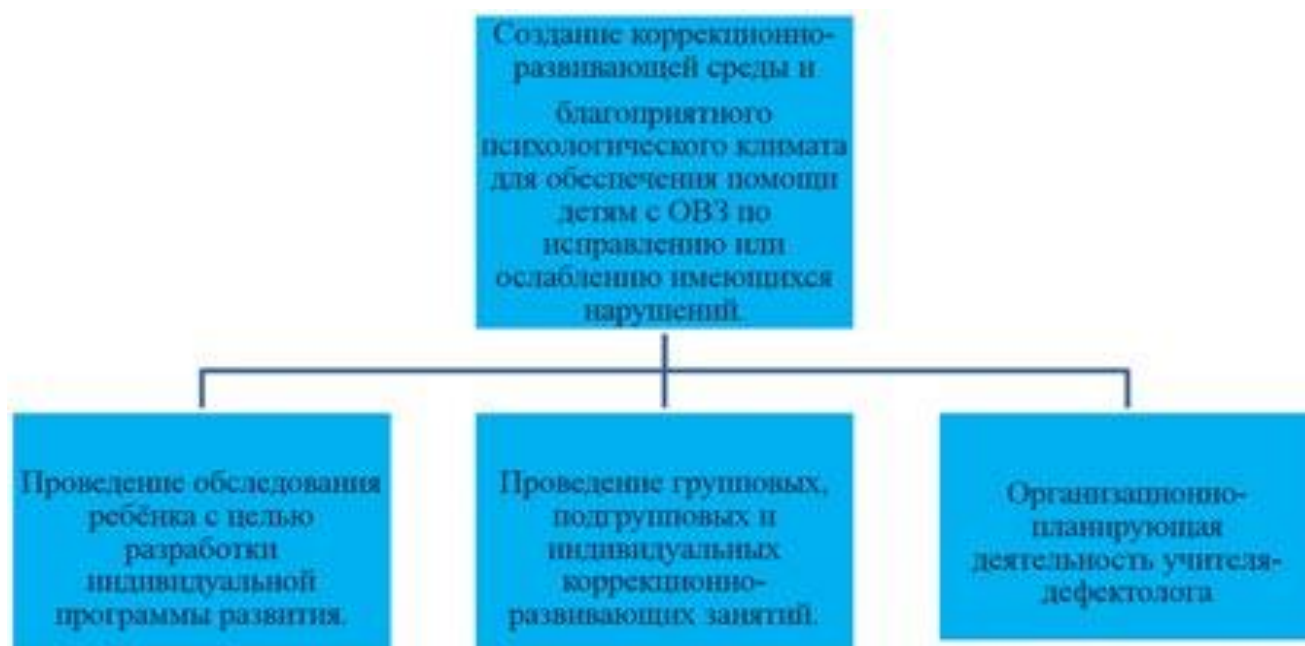 Создание коррекционно-
развивающей среды и
благоприятного
психологического климата
для обеспечения помощи
детям с ОВЗ по
исправлению или
ослаблению имеющихся
нарушений.
Проведение обследования
ребёнка с целью
разработки
индивидуальной
программы развития.
Проведение групповых,
подгрупповых и
индивидуальных
коррекционно-
развивающих занятий.
Организационно-
планирующая
деятельность учителя-
дефектолога